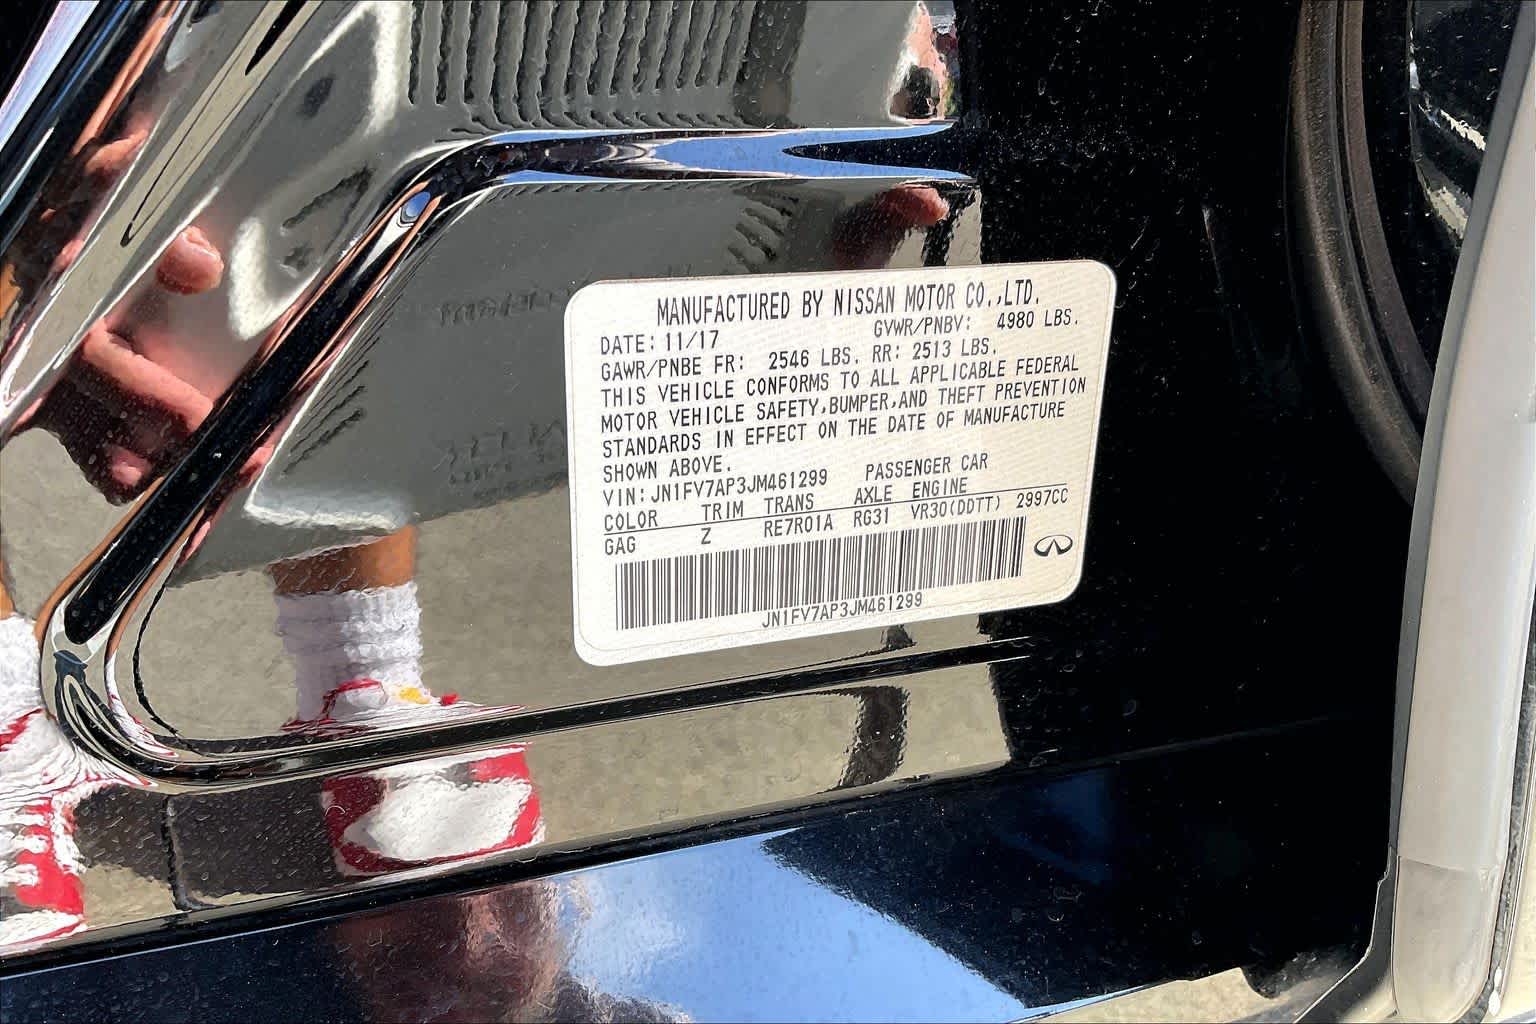 MANUFACTURED BY NISSAN MOTOR CO.,LTD.
DATE: 11/17 GVWR/PNBV: 4980 LBS.
GAWR/PNBE FR: 2546 LBS. RR: 2513 LBS.
THIS VEHICLE CONFORMS TO ALL APPLICABLE FEDERAL
MOTOR VEHICLE SAFETY,BUMPER,AND THEFT PREVENTION
STANDARDS IN EFFECT ON THE DATE OF MANUFACTURE
SHOWN ABOVE.
VIN: JN1FV7AP3JM461299 PASSENGER CAR
COLOR TRIM TRANS AXLE ENGINE
GAG Z RE7R01A RG31 VR30(DDTT) 2997CC
JN1FV7AP3JM461299